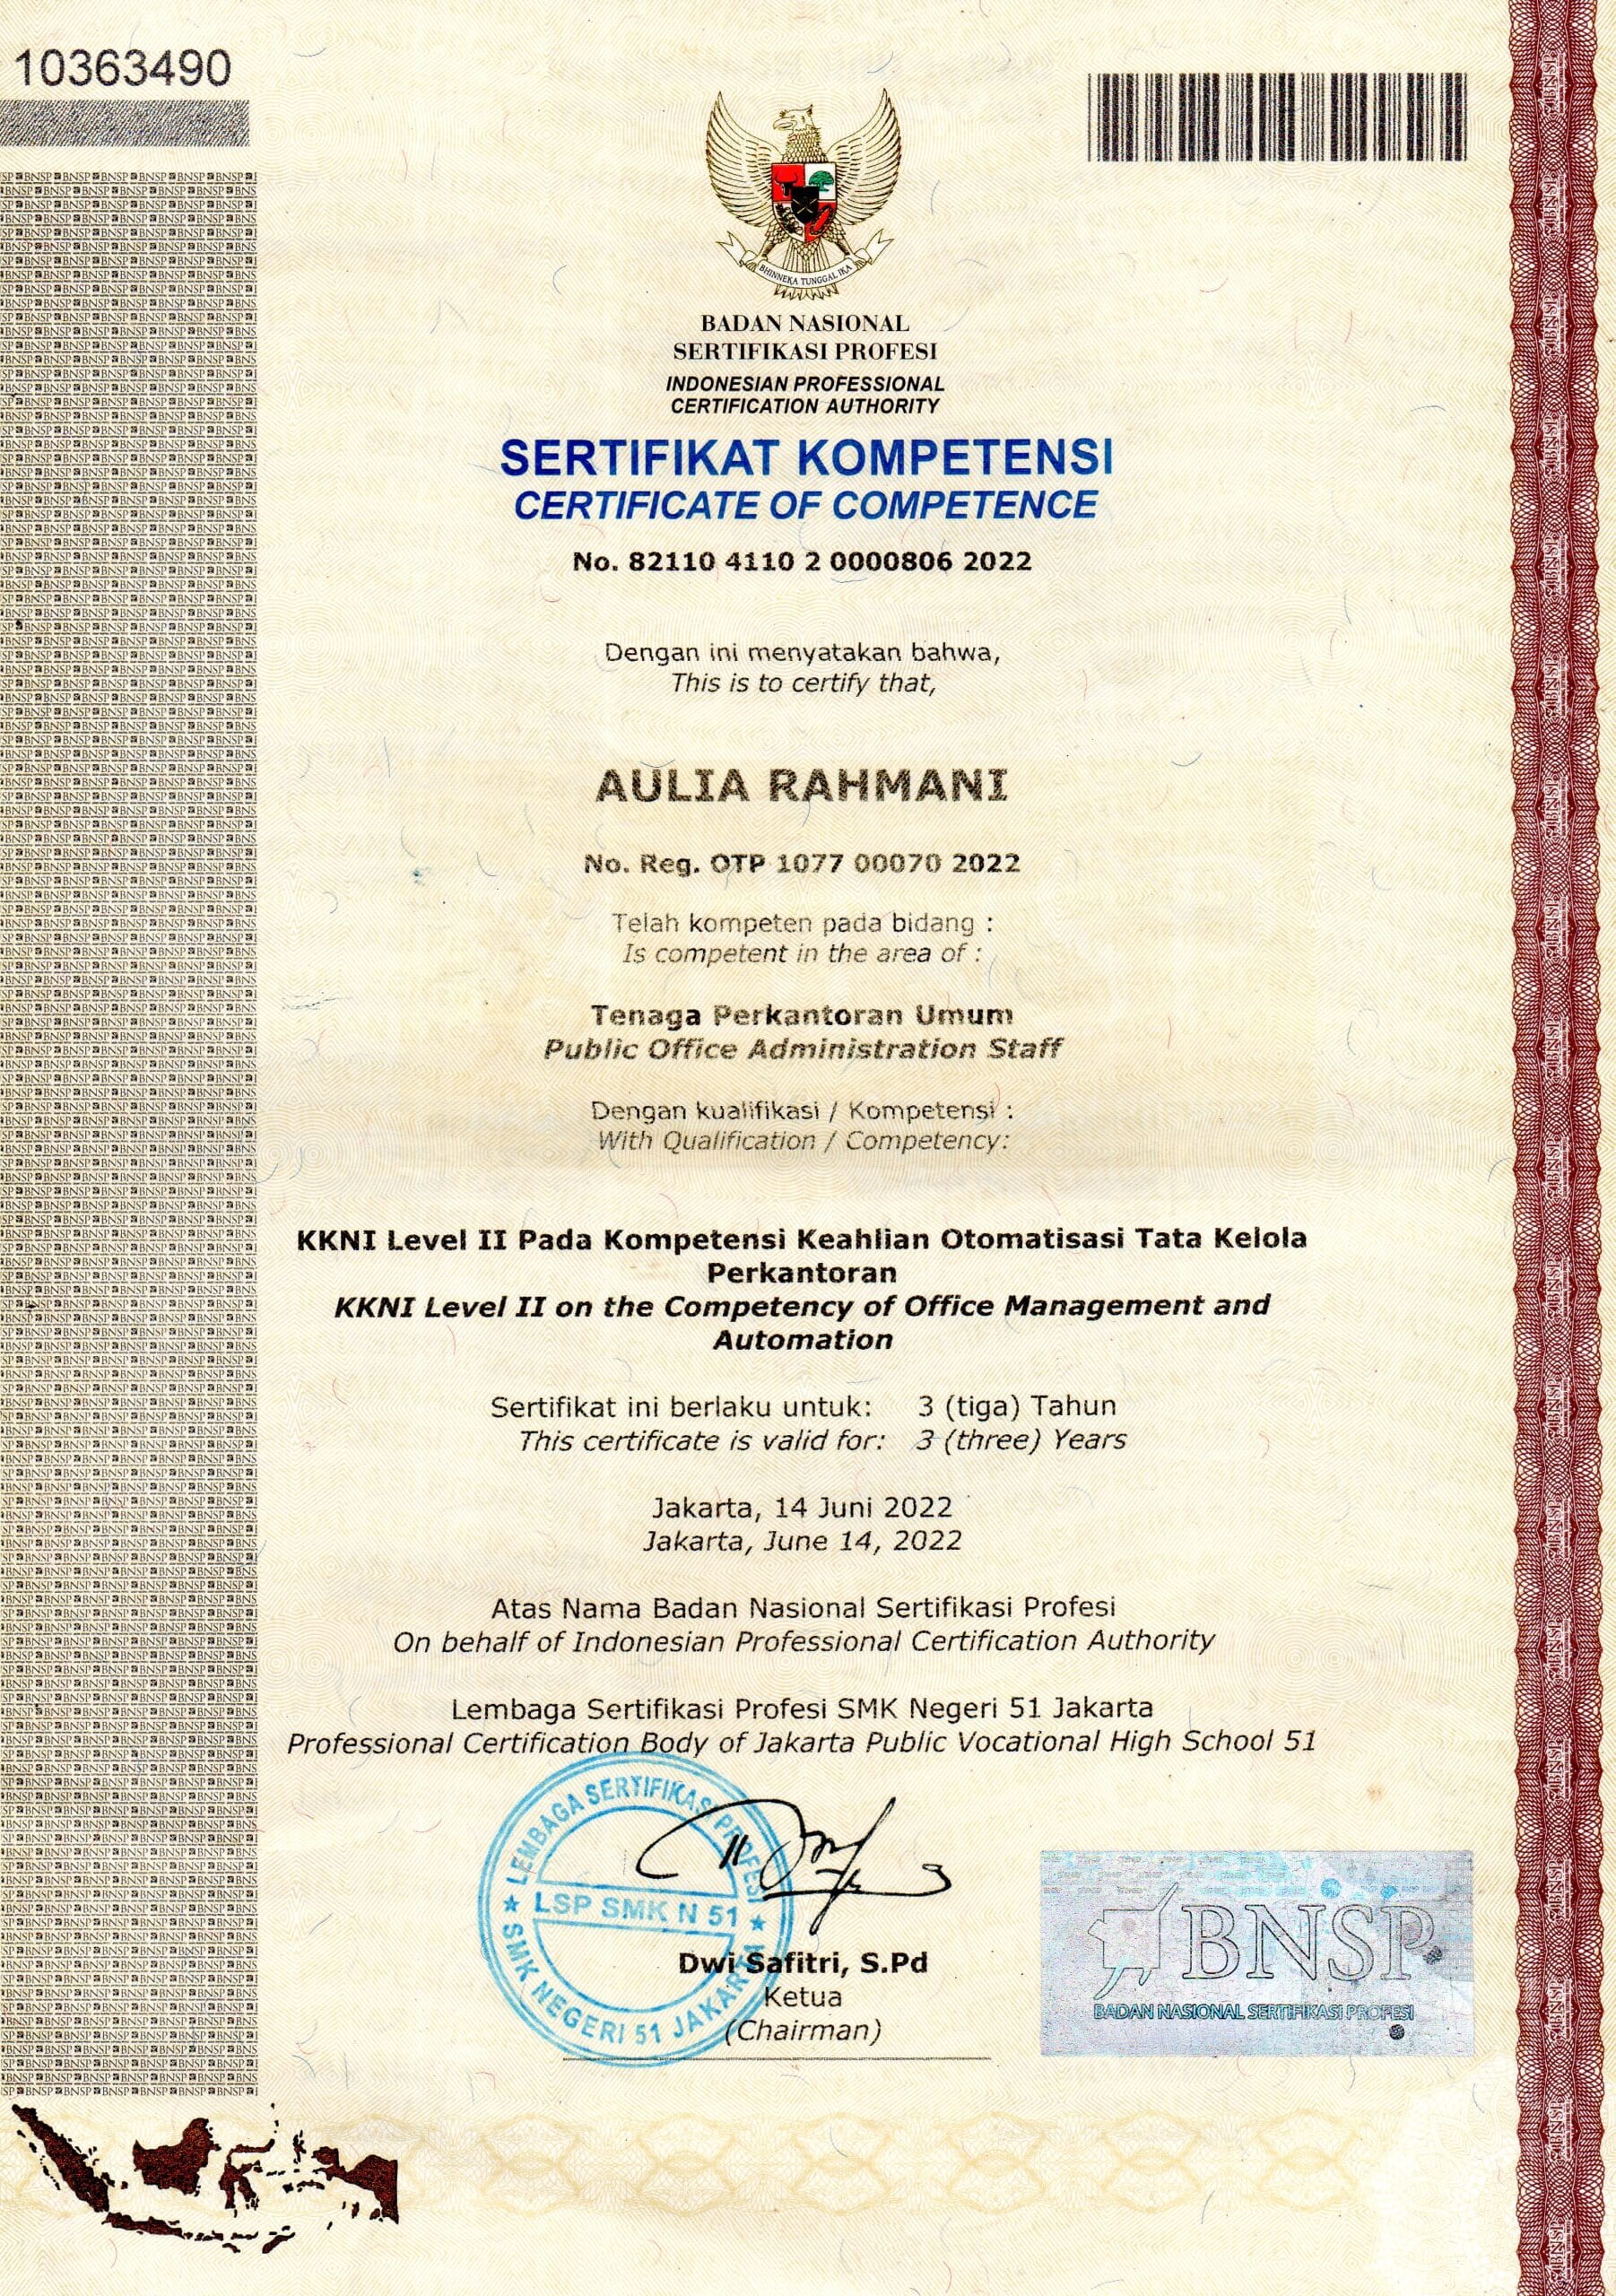 10363490
BHINNEKA TUNGGAL IKA
BADAN NASIONAL
SERTIFIKASI PROFESI
INDONESIAN PROFESSIONAL
CERTIFICATION AUTHORITY
SERTIFIKAT KOMPETENSI
CERTIFICATE OF COMPETENCE
No. 82110 4110 2 0000806 2022
Dengan ini menyatakan bahwa,
This is to certify that,
AULIA RAHMANI
No. Reg. OTP 1077 00070 2022
Telah kompeten pada bidang :
Is competent in the area of :
Tenaga Perkantoran Umum
Public Office Administration Staff
Dengan kualifikasi / Kompetensi :
With Qualification / Competency:
KKNI Level II Pada Kompetensi Keahlian Otomatisasi Tata Kelola
Perkantoran
KKNI Level II on the Competency of Office Management and
Automation
Sertifikat ini berlaku untuk: 3 (tiga) Tahun
This certificate is valid for: 3 (three) Years
Jakarta, 14 Juni 2022
Jakarta, June 14, 2022
Atas Nama Badan Nasional Sertifikasi Profesi
On behalf of Indonesian Professional Certification Authority
Lembaga Sertifikasi Profesi SMK Negeri 51 Jakarta
Professional Certification Body of Jakarta Public Vocational High School 51
LEMBAGA SERTIFIKASI PROFESI
LSP SMK N 51
SMK NEGERI 51 JAKARTA
Dwi Safitri, S.Pd
Ketua
(Chairman)
BNSP
BADAN NASIONAL SERTIFIKASI PROFESI